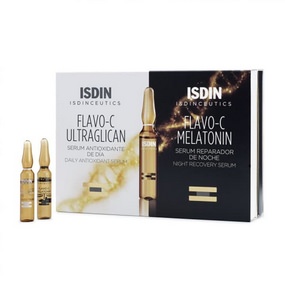 ISDIN
ISDINCEUTICS
FLAVO-C
ULTRAGLICAN
SERUM ANTIOXIDANTE
DE DÍA
DAILY ANTIOXIDANT SERUM
ISDIN
ISDINCEUTICS
FLAVO-C
MELATONIN
SERUM REPARADOR
DE NOCHE
NIGHT RECOVERY SERUM